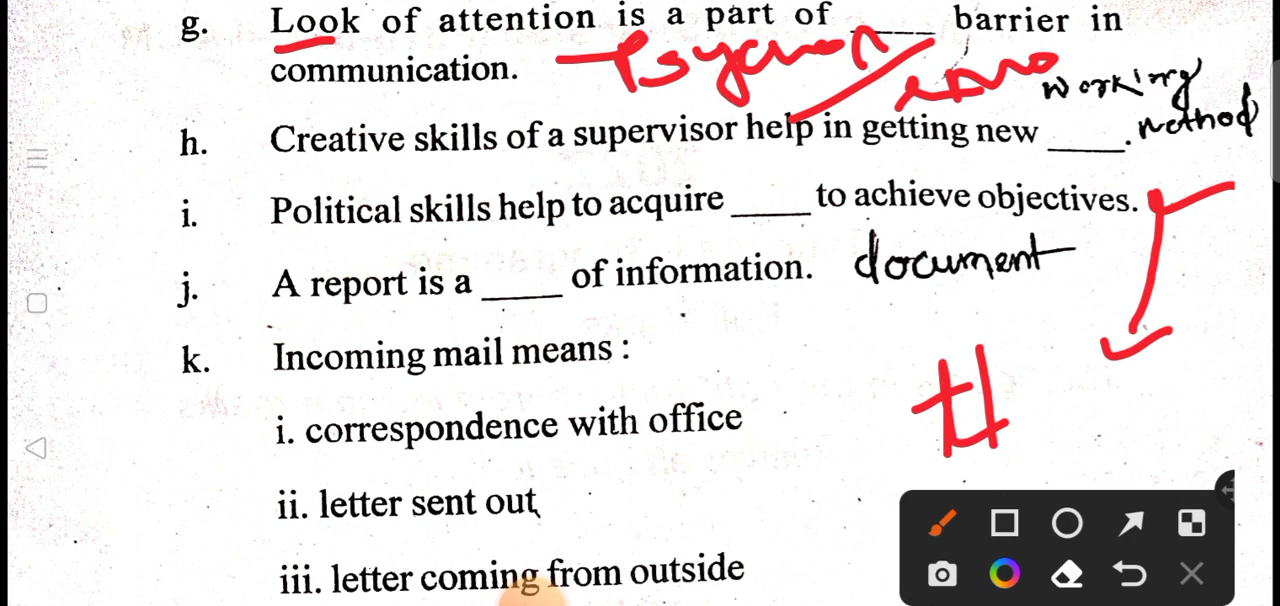 g. Look of attention is a part of ____ barrier in
communication.
working
method
h. Creative skills of a supervisor help in getting new ____.
i. Political skills help to acquire ____ to achieve objectives.
j. A report is a ____ of information. document
k. Incoming mail means :
i. correspondence with office
ii. letter sent out
iii. letter coming from outside